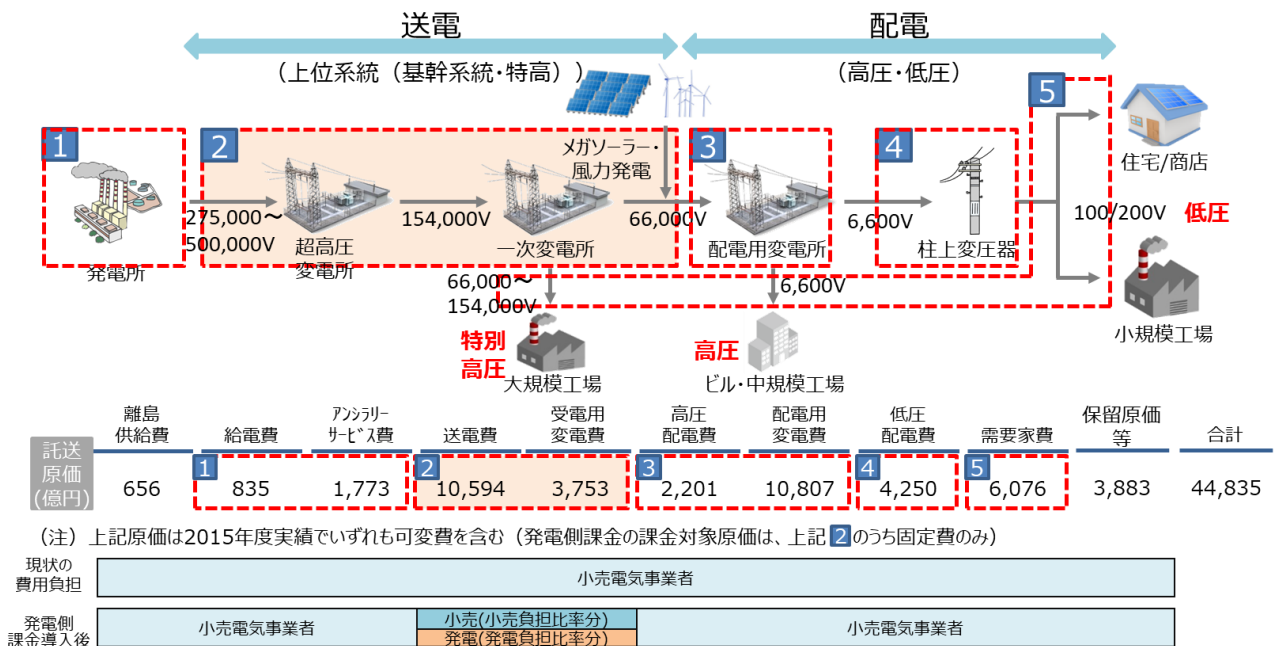 送電
配電
（上位系統（基幹系統・特高））
（高圧・低圧）
5
1
2
メガソーラー・
風力発電
3
4
住宅/商店
275,000～
500,000V
154,000V
66,000V
6,600V
100/200V
低圧
発電所
超高圧
変電所
一次変電所
配電用変電所
柱上変圧器
66,000～
154,000V
6,600V
特別
高圧
高圧
小規模工場
大規模工場
ビル・中規模工場
離島
供給費
給電費
ｱﾝｼﾗﾘｰ
ｻｰﾋﾞｽ費
送電費
受電用
変電費
高圧
配電費
配電用
変電費
低圧
配電費
需要家費
保留原価
等
合計
託送
原価
(億円)
1
2
3
4
5
656
835
1,773
10,594
3,753
2,201
10,807
4,250
6,076
3,883
44,835
（注）上記原価は2015年度実績でいずれも可変費を含む（発電側課金の課金対象原価は、上記2のうち固定費のみ）
現状の
費用負担
小売電気事業者
発電側
課金導入後
小売電気事業者
小売(小売負担比率分)
発電(発電負担比率分)
小売電気事業者